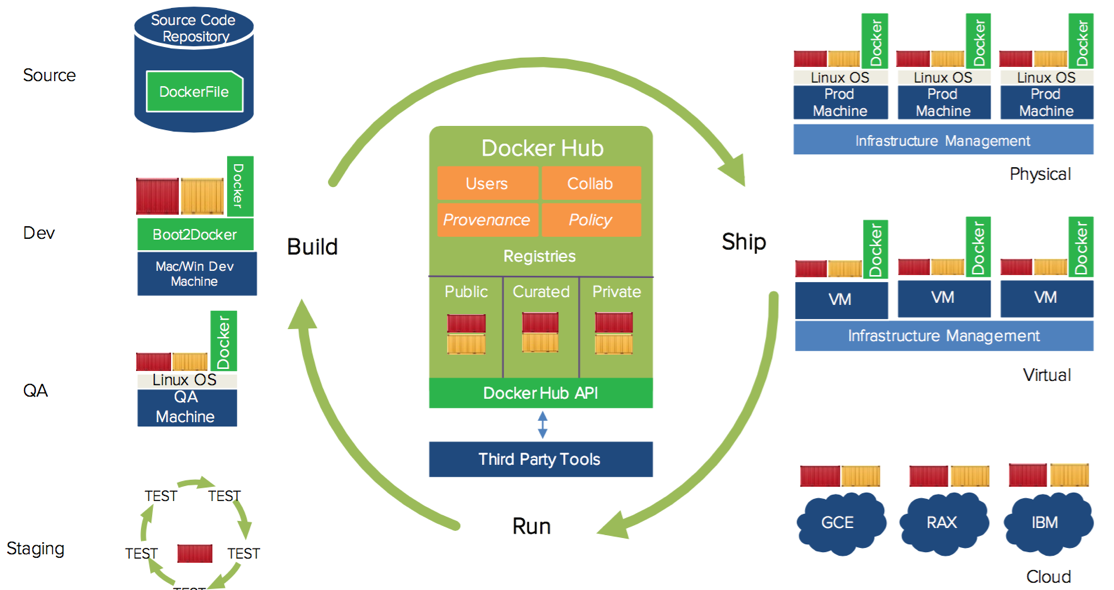 Source
Source Code
Repository
DockerFile
Dev
Docker
Boot2Docker
Mac/Win Dev
Machine
QA
Docker
Linux OS
QA
Machine
Staging
TEST
TEST
TEST
TEST
TEST
Build
Ship
Run
Docker Hub
Users
Collab
Provenance
Policy
Registries
Public
Curated
Private
Docker Hub API
Third Party Tools
Docker
Docker
Docker
Linux OS
Linux OS
Linux OS
Prod
Machine
Prod
Machine
Prod
Machine
Infrastructure Management
Physical
Docker
Docker
Docker
VM
VM
VM
Infrastructure Management
Virtual
GCE
RAX
IBM
Cloud